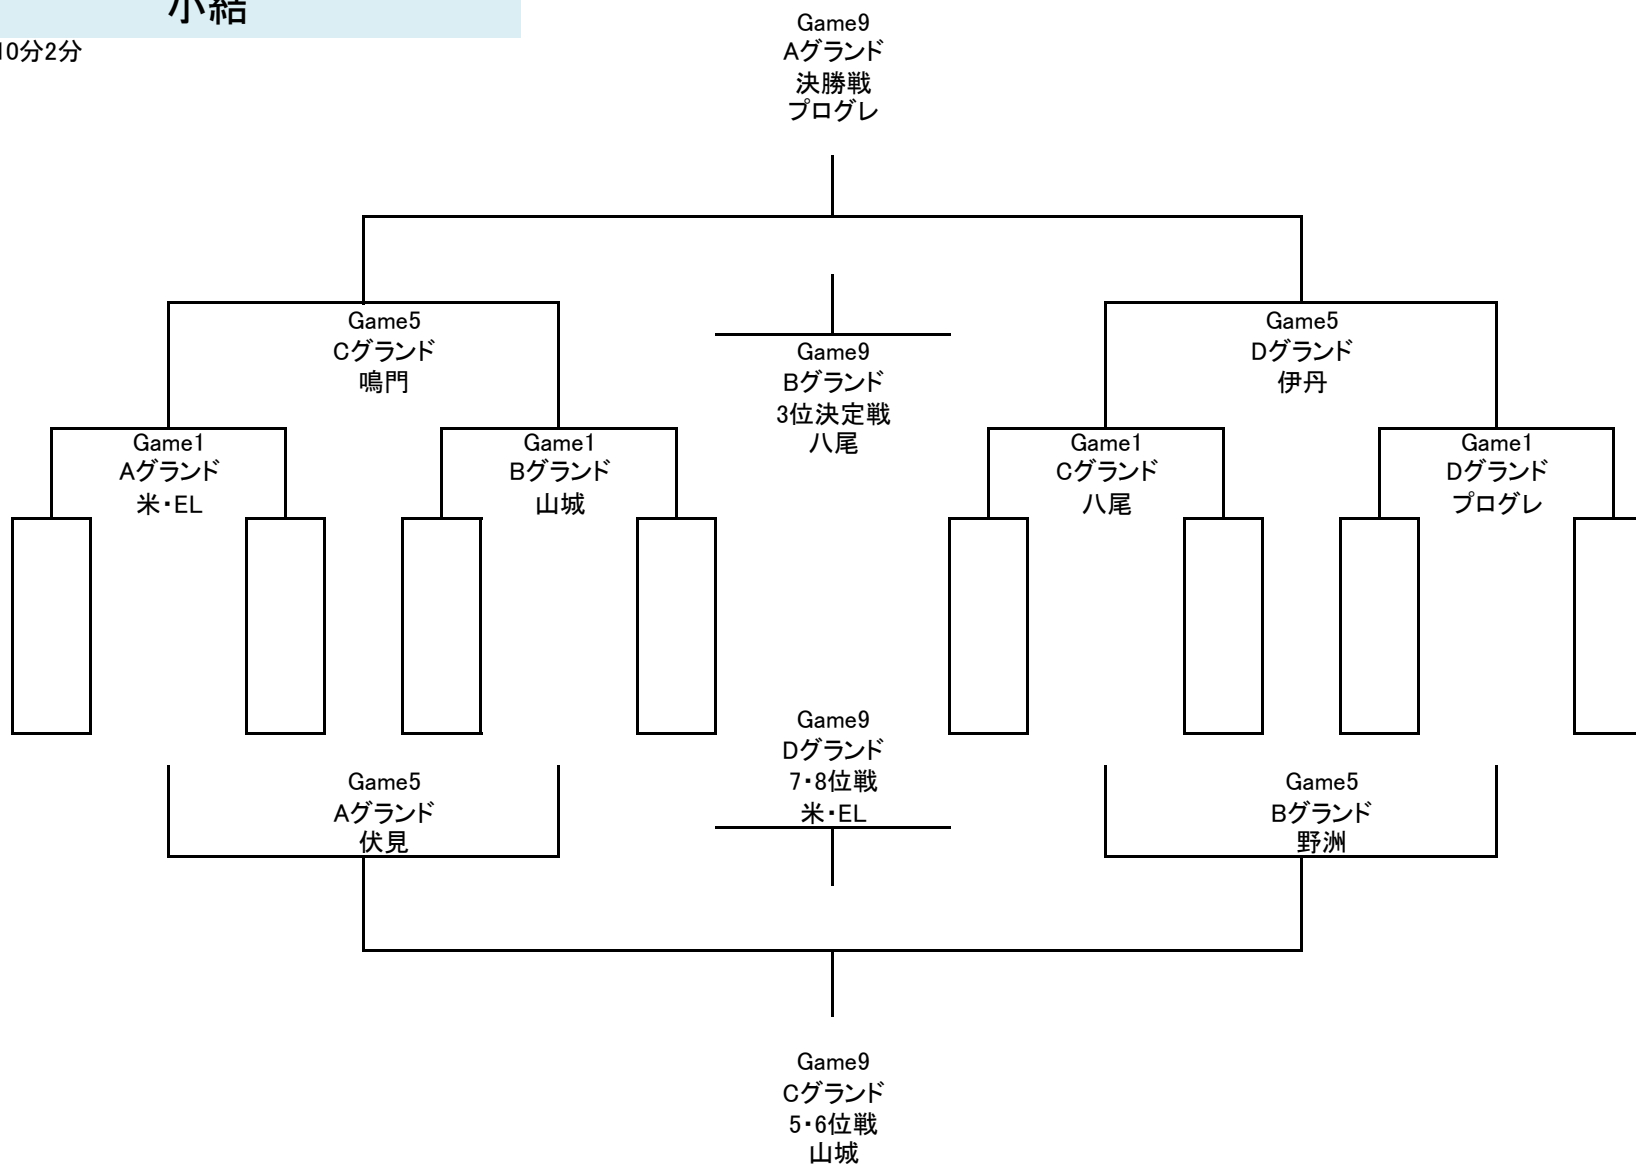 小結
10分2分
Game9
Aグランド
決勝戦
プログレ
Game5
Cグランド
鳴門
Game9
Bグランド
3位決定戦
八尾
Game5
Dグランド
伊丹
Game1
Aグランド
米・EL
Game1
Bグランド
山城
Game1
Cグランド
八尾
Game1
Dグランド
プログレ
Game9
Dグランド
7・8位戦
米・EL
Game5
Aグランド
伏見
Game5
Bグランド
野洲
Game9
Cグランド
5・6位戦
山城